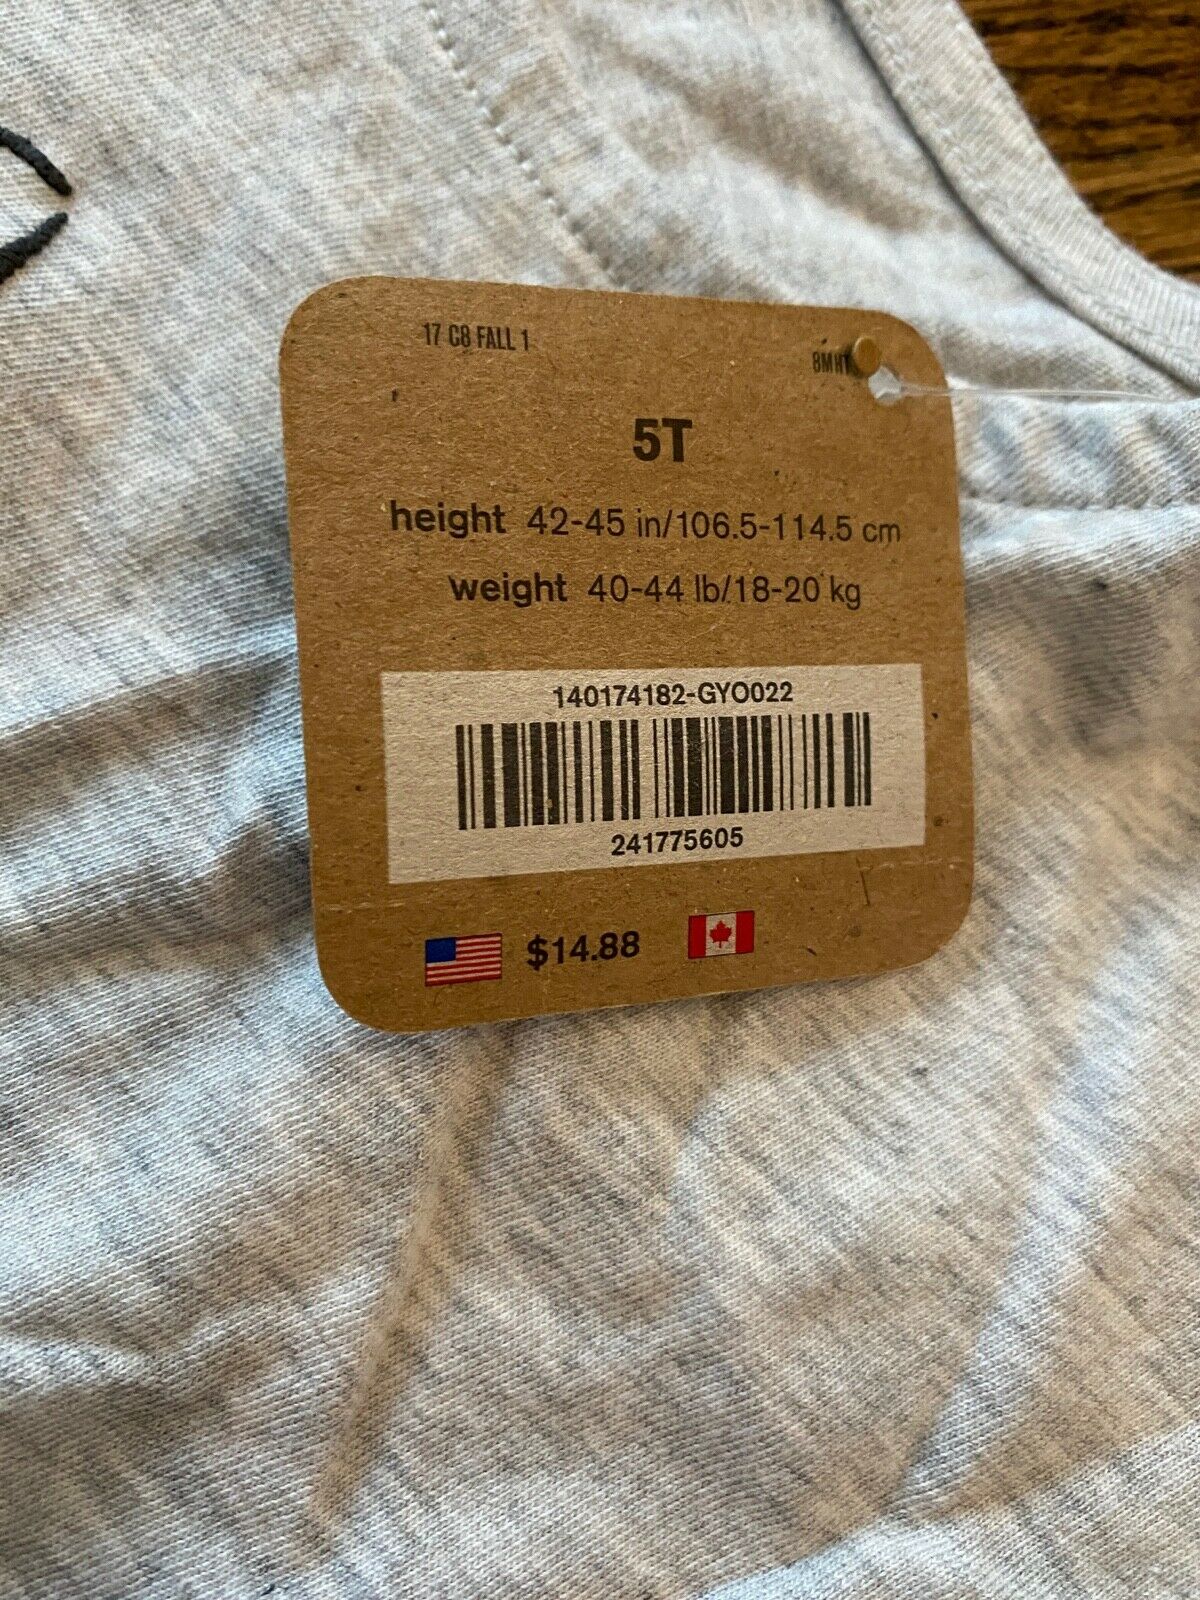 17 C8 FALL 1
5T
height 42-45 in/106.5-114.5 cm
weight 40-44 lb/18-20 kg
140174182-GYO022
241775605
$14.88